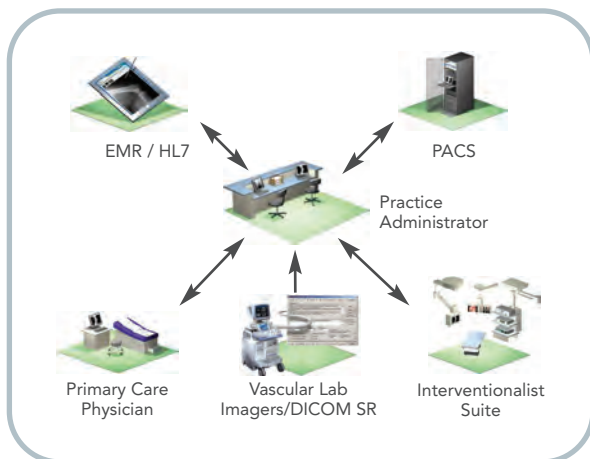 EMR / HL7
PACS
Practice
Administrator
Primary Care
Physician
Vascular Lab
Imagers/DICOM SR
Interventionalist
Suite